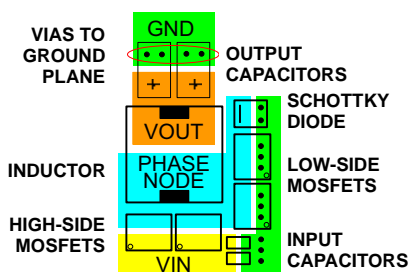 VIAS TO
GROUND
PLANE
GND
OUTPUT
CAPACITORS
+ +
VOUT
SCHOTTKY
DIODE
INDUCTOR
PHASE
NODE
LOW-SIDE
MOSFETS
HIGH-SIDE
MOSFETS
VIN
INPUT
CAPACITORS